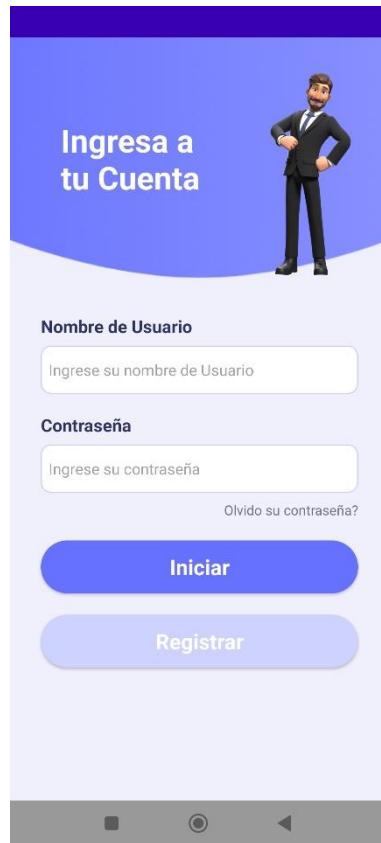 Ingresa a
tu Cuenta
Nombre de Usuario
Ingrese su nombre de Usuario
Contraseña
Ingrese su contraseña
Olvido su contraseña?
Iniciar
Registrar